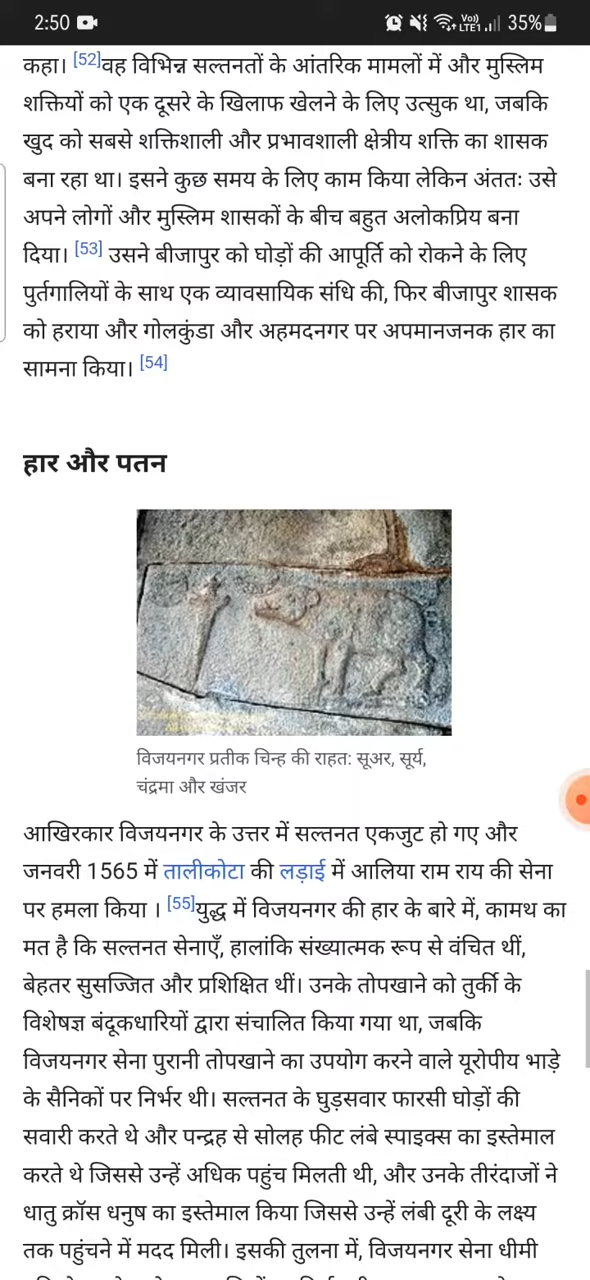 2:50
Vo)) LTE1 35%
कहा। [52]वह विभिन्न सल्तनतों के आंतरिक मामलों में और मुस्लिम
शक्तियों को एक दूसरे के खिलाफ खेलने के लिए उत्सुक था, जबकि
खुद को सबसे शक्तिशाली और प्रभावशाली क्षेत्रीय शक्ति का शासक
बना रहा था। इसने कुछ समय के लिए काम किया लेकिन अंततः उसे
अपने लोगों और मुस्लिम शासकों के बीच बहुत अलोकप्रिय बना
दिया। [53] उसने बीजापुर को घोड़ों की आपूर्ति को रोकने के लिए
पुर्तगालियों के साथ एक व्यावसायिक संधि की, फिर बीजापुर शासक
को हराया और गोलकुंडा और अहमदनगर पर अपमानजनक हार का
सामना किया। [54]
हार और पतन
विजयनगर प्रतीक चिन्ह की राहत: सूअर, सूर्य,
चंद्रमा और खंजर
आखिरकार विजयनगर के उत्तर में सल्तनत एकजुट हो गए और
जनवरी 1565 में तालीकोटा की लड़ाई में आलिया राम राय की सेना
पर हमला किया । [55]युद्ध में विजयनगर की हार के बारे में, कामथ का
मत है कि सल्तनत सेनाएँ, हालांकि संख्यात्मक रूप से वंचित थीं,
बेहतर सुसज्जित और प्रशिक्षित थीं। उनके तोपखाने को तुर्की के
विशेषज्ञ बंदूकधारियों द्वारा संचालित किया गया था, जबकि
विजयनगर सेना पुरानी तोपखाने का उपयोग करने वाले यूरोपीय भाड़े
के सैनिकों पर निर्भर थी। सल्तनत के घुड़सवार फारसी घोड़ों की
सवारी करते थे और पन्द्रह से सोलह फीट लंबे स्पाइक्स का इस्तेमाल
करते थे जिससे उन्हें अधिक पहुंच मिलती थी, और उनके तीरंदाजों ने
धातु क्रॉस धनुष का इस्तेमाल किया जिससे उन्हें लंबी दूरी के लक्ष्य
तक पहुंचने में मदद मिली। इसकी तुलना में, विजयनगर सेना धीमी